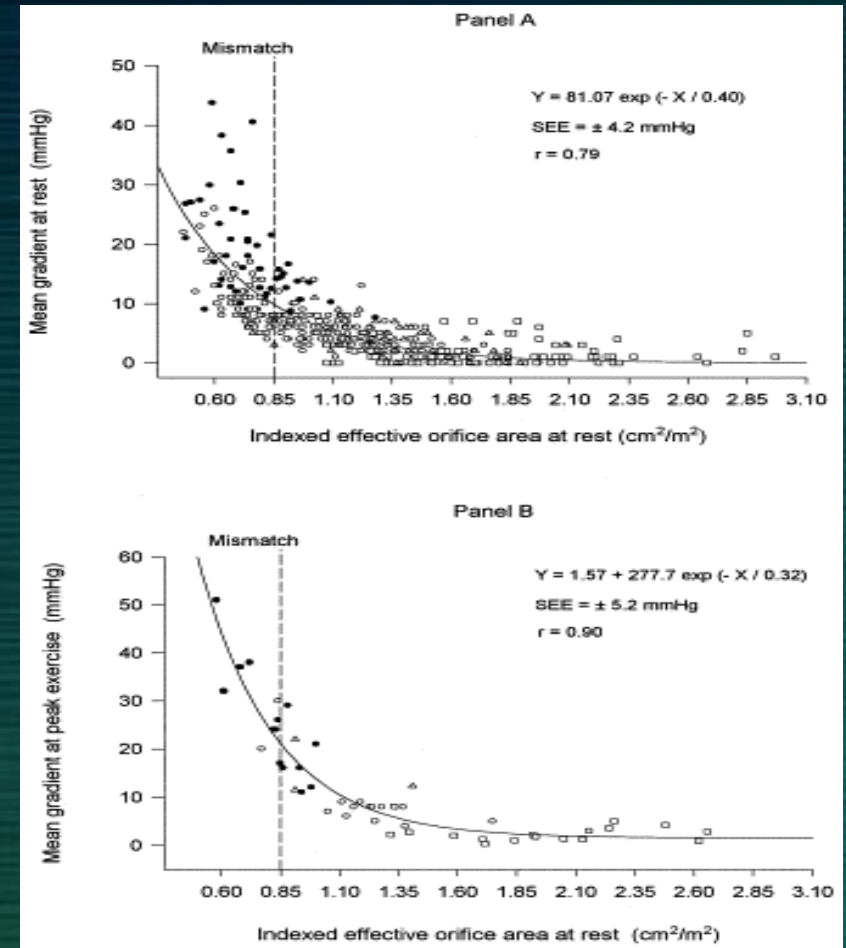 Panel A
Mismatch
50
40
30
20
10
0
Y = 81.07 exp (- X / 0.40)
SEE = ± 4.2 mmHg
r = 0.79
Mean gradient at rest (mmHg)
0.60 0.85 1.10 1.35 1.60 1.85 2.10 2.35 2.60 2.85 3.10
Indexed effective orifice area at rest (cm²/m²)
Panel B
Mismatch
60
50
40
30
20
10
0
Y = 1.57 + 277.7 exp (- X / 0.32)
SEE = ± 5.2 mmHg
r = 0.90
Mean gradient at peak exercise (mmHg)
0.60 0.85 1.10 1.35 1.60 1.85 2.10 2.35 2.60 2.85 3.10
Indexed effective orifice area at rest (cm²/m²)